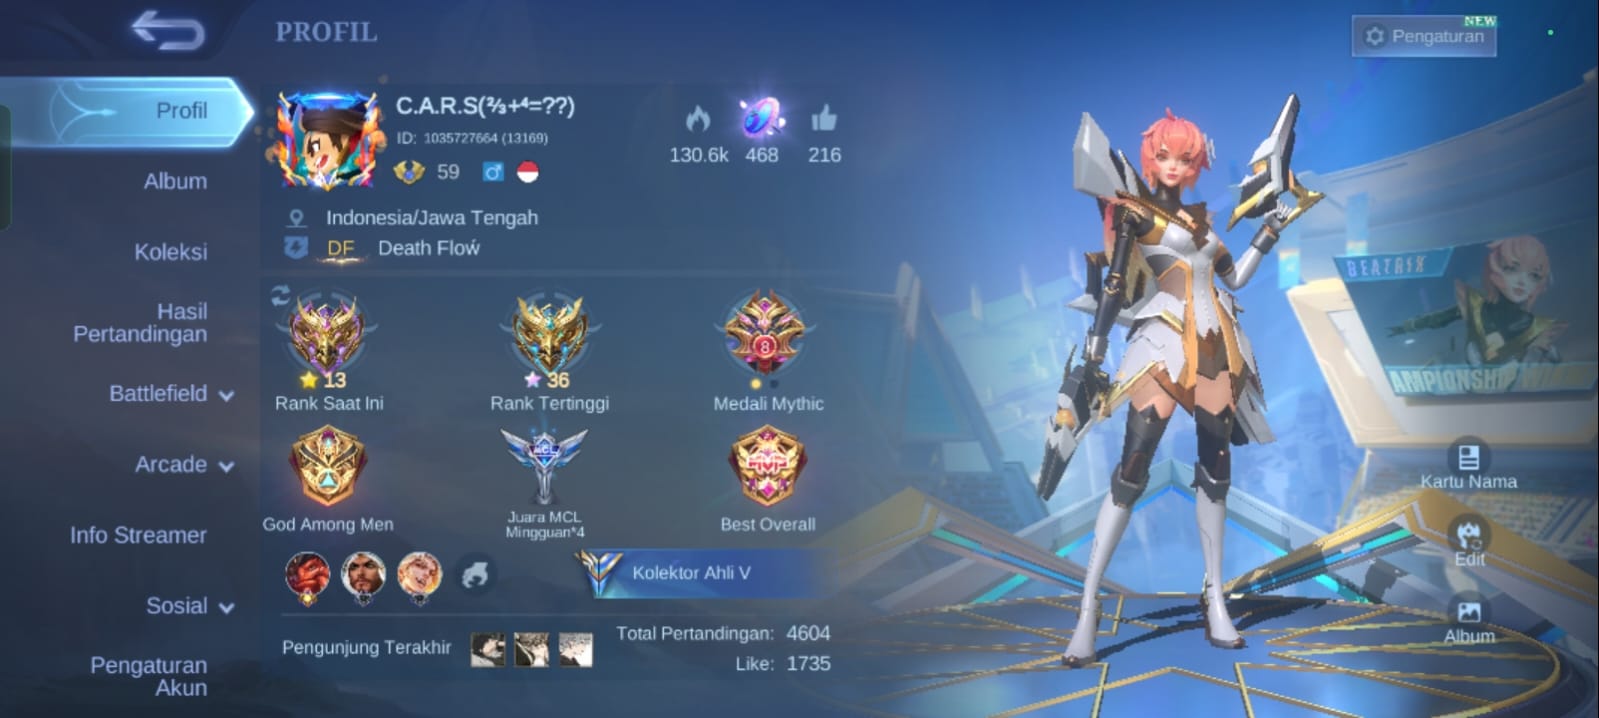 PROFIL
NEW
Pengaturan
Profil
Album
Koleksi
Hasil
Pertandingan
Battlefield
Arcade
Info Streamer
Sosial
Pengaturan
Akun
C.A.R.S(⅔+⁴=??)
ID: 1035727664 (13169)
59
130.6k 468 216
Indonesia/Jawa Tengah
DF Death Flow
13 36 8
Rank Saat Ini Rank Tertinggi Medali Mythic
MCL MVP
God Among Men
Juara MCL
Mingguan*4
Best Overall
Kolektor Ahli V
Pengunjung Terakhir
Total Pertandingan: 4604
Like: 1735
BEATRIX
Kartu Nama
Edit
Album